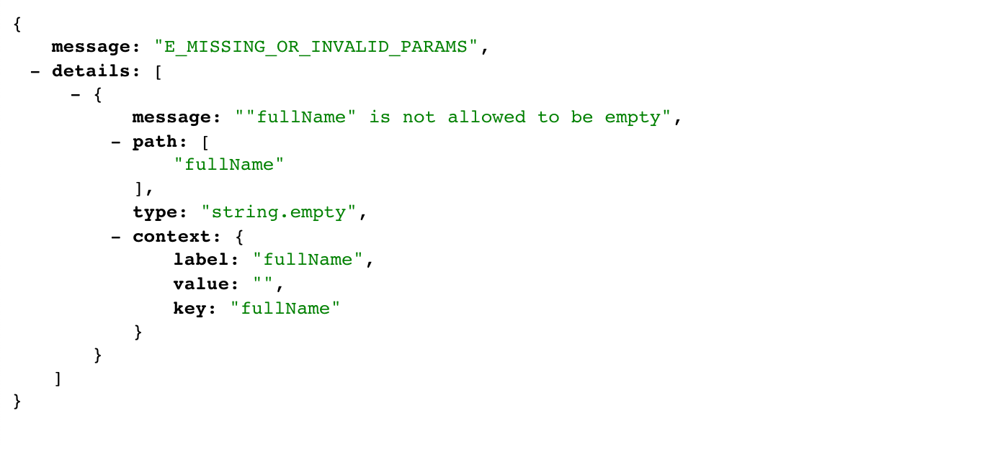 {
message: "E_MISSING_OR_INVALID_PARAMS",
- details: [
- {
message: ""fullName" is not allowed to be empty",
- path: [
"fullName"
],
type: "string.empty",
- context: {
label: "fullName",
value: "",
key: "fullName"
}
}
]
}